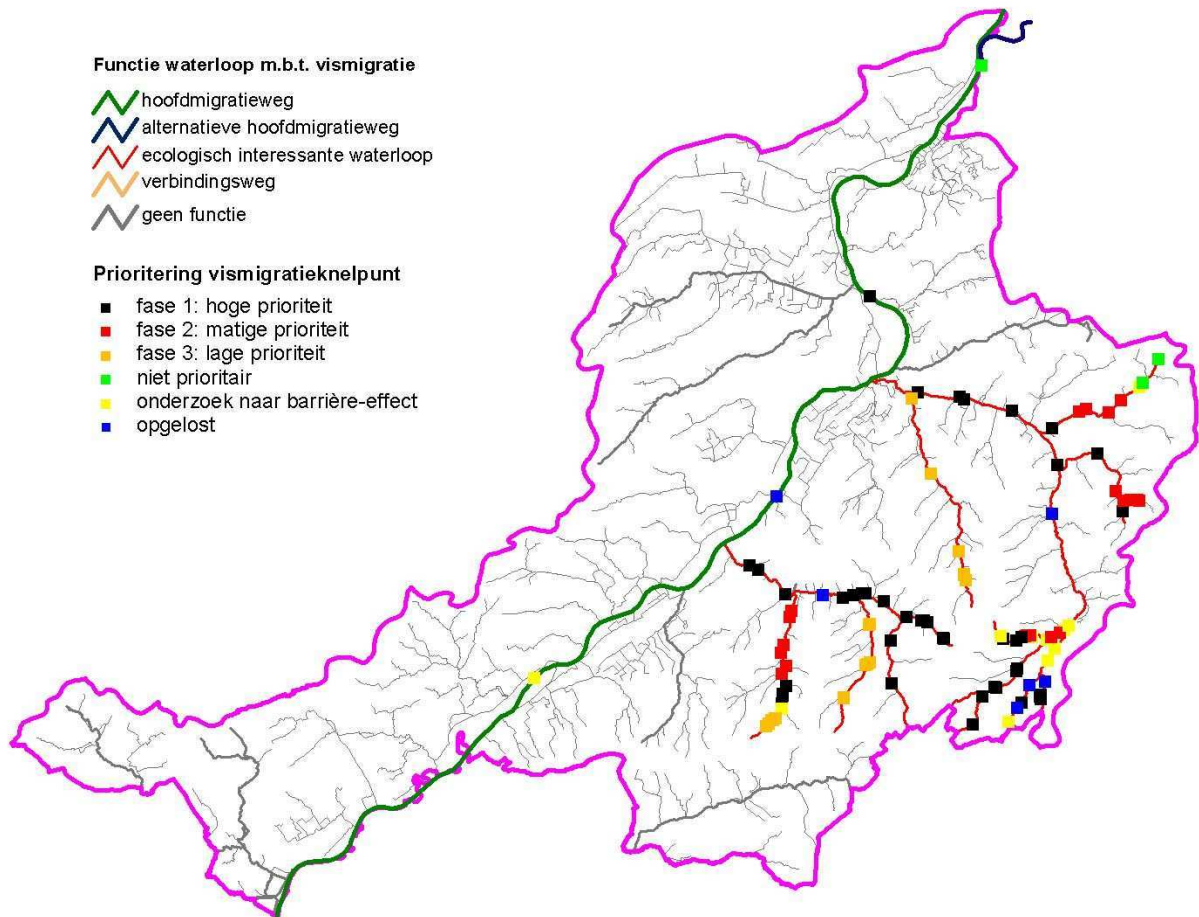 Functie waterloop m.b.t. vismigratie
hoofdmigratieweg
alternatieve hoofdmigratieweg
ecologisch interessante waterloop
verbindingsweg
geen functie
Prioritering vismigratieknelpunt
fase 1: hoge prioriteit
fase 2: matige prioriteit
fase 3: lage prioriteit
niet prioritair
onderzoek naar barrière-effect
opgelost